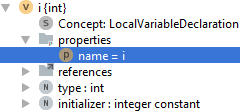 i {int}
Concept: LocalVariableDeclaration
properties
name = i
references
type : int
initializer : integer constant